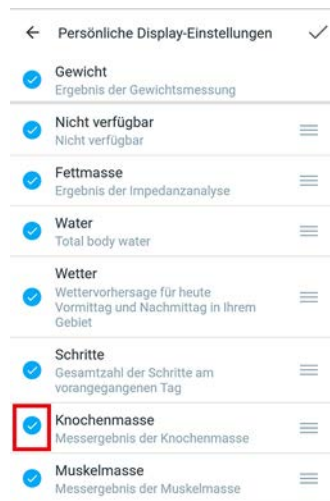 Persönliche Display-Einstellungen
Gewicht
Ergebnis der Gewichtsmessung
Nicht verfügbar
Nicht verfügbar
Fettmasse
Ergebnis der Impedanzanalyse
Water
Total body water
Wetter
Wettervorhersage für heute
Vormittag und Nachmittag in Ihrem
Gebiet
Schritte
Gesamtzahl der Schritte am
vorangegangenen Tag
Knochenmasse
Messergebnis der Knochenmasse
Muskelmasse
Messergebnis der Muskelmasse